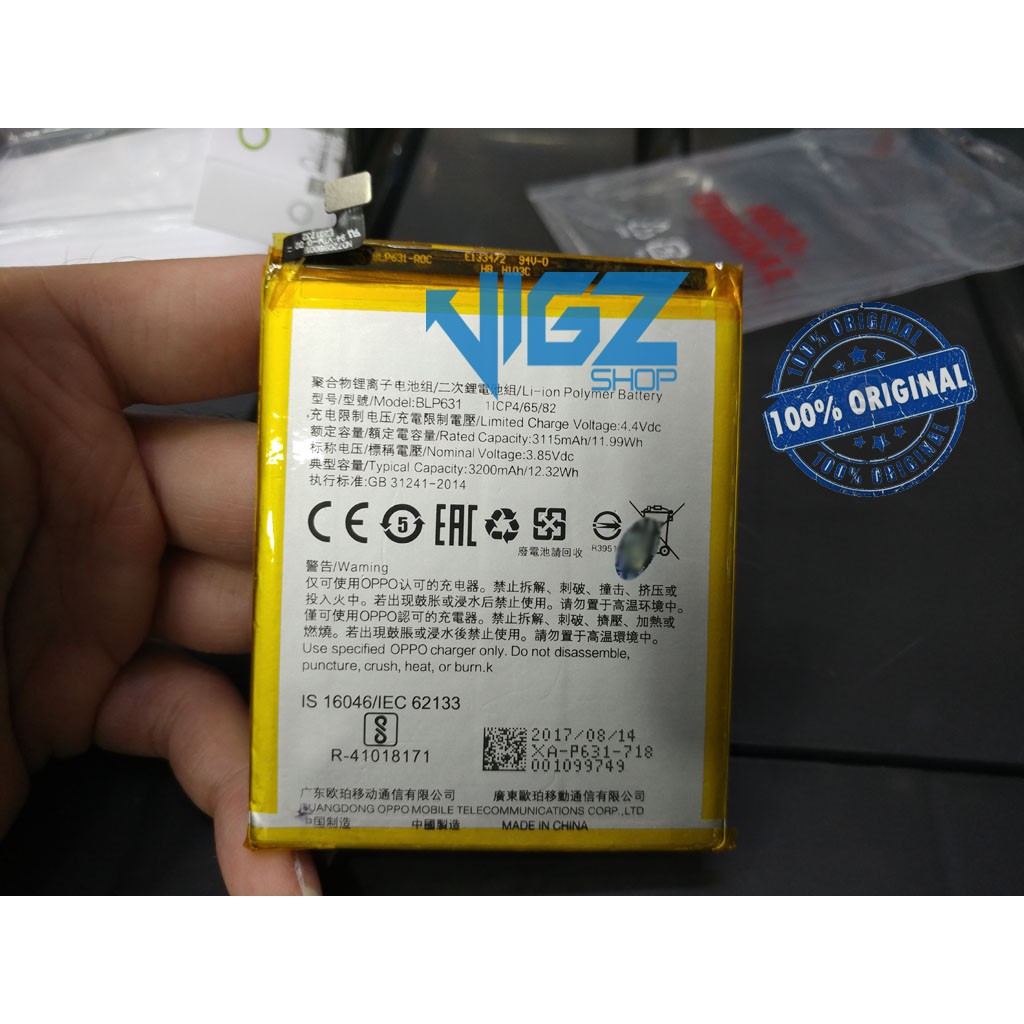 BLP631-ROC E133472 94V-0
HB H103C
VIGZ
SHOP
聚合物锂离子电池组/二次鋰電池組/Li-ion Polymer Battery
型号/型號/Model:BLP631 1ICP4/65/82
充电限制电压/充電限制電壓/Limited Charge Voltage:4.4Vdc
额定容量/額定電容量/Rated Capacity:3115mAh/11.99Wh
标称电压/標稱電壓/Nominal Voltage:3.85Vdc
典型容量/Typical Capacity:3200mAh/12.32Wh
执行标准:GB 31241-2014
CE 5 EAC
廢電池請回收
警告/Waming
仅可使用OPPO认可的充电器。禁止拆解、刺破、撞击、挤压或
投入火中。若出现鼓胀或浸水后禁止使用。请勿置于高温环境中。
僅可使用OPPO認可的充電器。禁止拆解、刺破、擠壓、加熱或
燃燒。若出現鼓脹或浸水後禁止使用。請勿置于高温環境中。
Use specified OPPO charger only. Do not disassemble,
puncture, crush, heat, or burn.k
IS 16046/IEC 62133
R-41018171
2017/08/14
XA-P631-718
001099749
广东欧珀移动通信有限公司 廣東歐珀移動通信有限公司
GUANGDONG OPPO MOBILE TELECOMMUNICATIONS CORP.,LTD
中国制造 中國製造 MADE IN CHINA
100% ORIGINAL
100% ORIGINAL
100% ORIGINAL